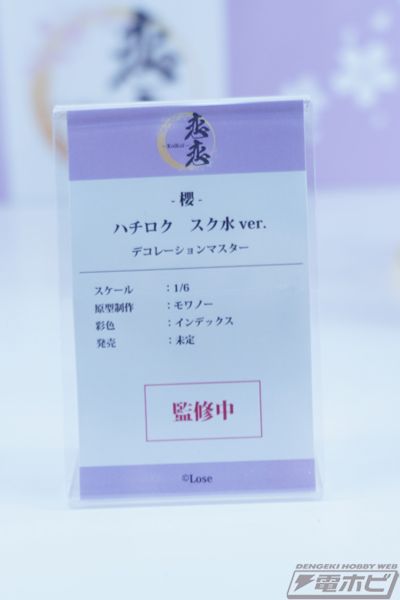 恋恋
-KoiKoi-
- 櫻 -
ハチロク　スク水 ver.
デコレーションマスター
スケール　：1/6
原型制作　：モワノー
彩色　：インデックス
発売　：未定
監修中
©Lose
DENGEKI HOBBY WEB
電ホビ